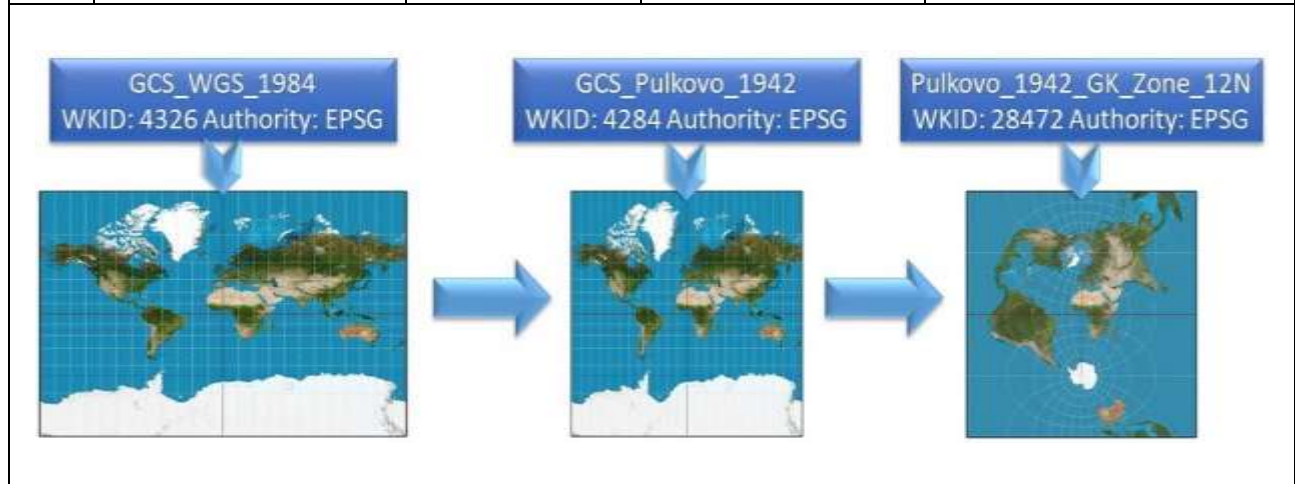 GCS_WGS_1984
WKID: 4326 Authority: EPSG
GCS_Pulkovo_1942
WKID: 4284 Authority: EPSG
Pulkovo_1942_GK_Zone_12N
WKID: 28472 Authority: EPSG